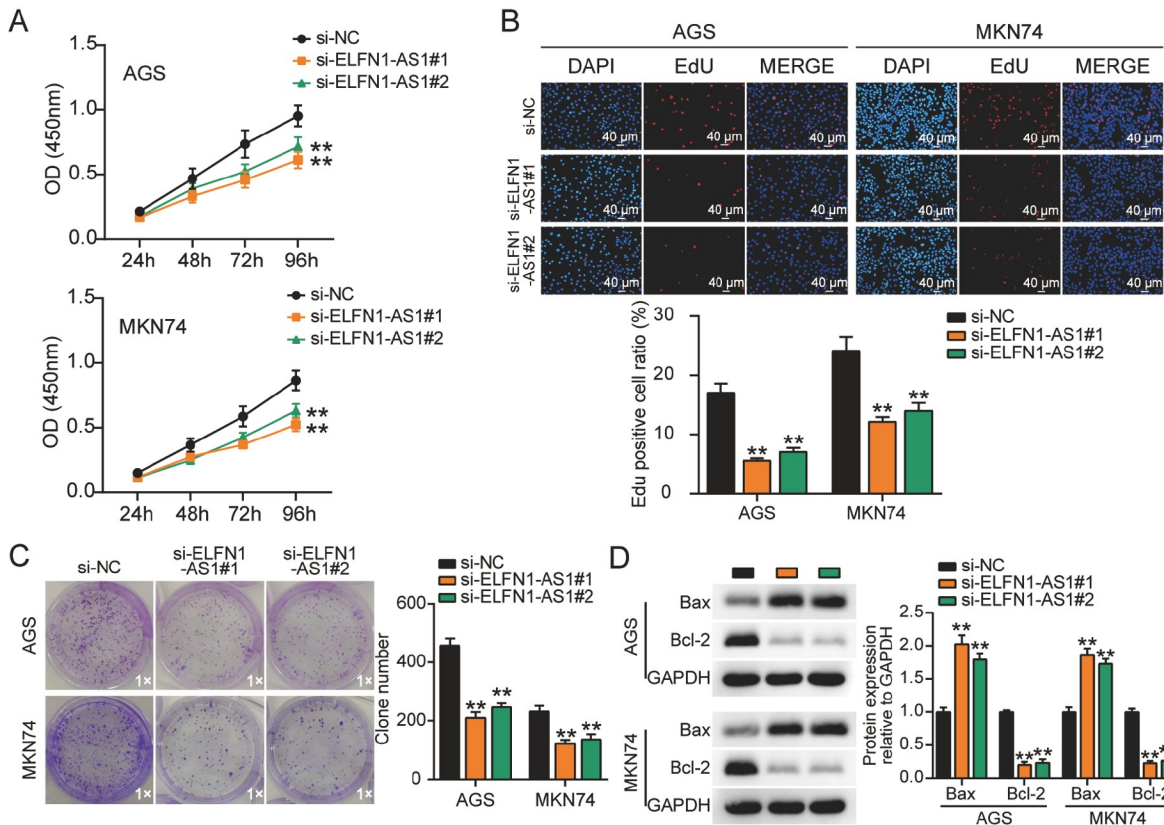 A
si-NC
si-ELFN1-AS1#1
si-ELFN1-AS1#2
AGS
OD (450nm)
1.5
1.0
0.5
0.0
24h 48h 72h 96h
**
**
si-NC
si-ELFN1-AS1#1
si-ELFN1-AS1#2
MKN74
OD (450nm)
1.5
1.0
0.5
0.0
24h 48h 72h 96h
**
**
B
AGS MKN74
DAPI EdU MERGE DAPI EdU MERGE
si-NC
40 μm 40 μm 40 μm 40 μm 40 μm 40 μm
si-ELFN1
-AS1#1
40 μm 40 μm 40 μm 40 μm 40 μm 40 μm
si-ELFN1
-AS1#2
40 μm 40 μm 40 μm 40 μm 40 μm 40 μm
Edu positive cell ratio (%)
30
20
10
0
si-NC
si-ELFN1-AS1#1
si-ELFN1-AS1#2
** ** ** **
AGS MKN74
C
si-NC
si-ELFN1
-AS1#1
si-ELFN1
-AS1#2
AGS
1× 1× 1×
MKN74
1× 1× 1×
si-NC
si-ELFN1-AS1#1
si-ELFN1-AS1#2
Clone number
600
400
200
0
** ** ** **
AGS MKN74
D
AGS
Bax
Bcl-2
GAPDH
MKN74
Bax
Bcl-2
GAPDH
si-NC
si-ELFN1-AS1#1
si-ELFN1-AS1#2
Protein expression
relative to GAPDH
2.5
2.0
1.5
1.0
0.5
0.0
** ** ** ** ** ** ** *
Bax Bcl-2 Bax Bcl-2
AGS MKN74